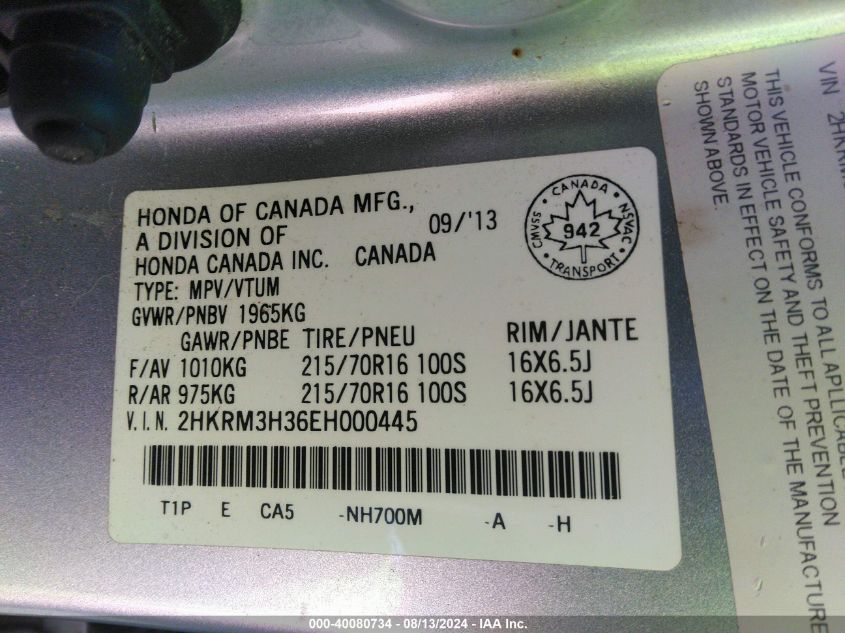 HONDA OF CANADA MFG.,
A DIVISION OF
HONDA CANADA INC. CANADA
09/'13
TYPE: MPV/VTUM
GVWR/PNBV 1965KG
GAWR/PNBE TIRE/PNEU RIM/JANTE
F/AV 1010KG 215/70R16 100S 16X6.5J
R/AR 975KG 215/70R16 100S 16X6.5J
V.I.N. 2HKRM3H36EH000445
T1P E CA5 -NH700M -A -H
CANADA
CMVSS
942
NSVAC
TRANSPORT
VIN 2HKRM
THIS VEHICLE CONFORMS TO ALL APLLICABLE
MOTOR VEHICLE SAFETY AND THEFT PREVENTION
STANDARDS IN EFFECT ON THE DATE OF THE MANUFACTURE
SHOWN ABOVE.
000-40080734 - 08/13/2024 - IAA Inc.